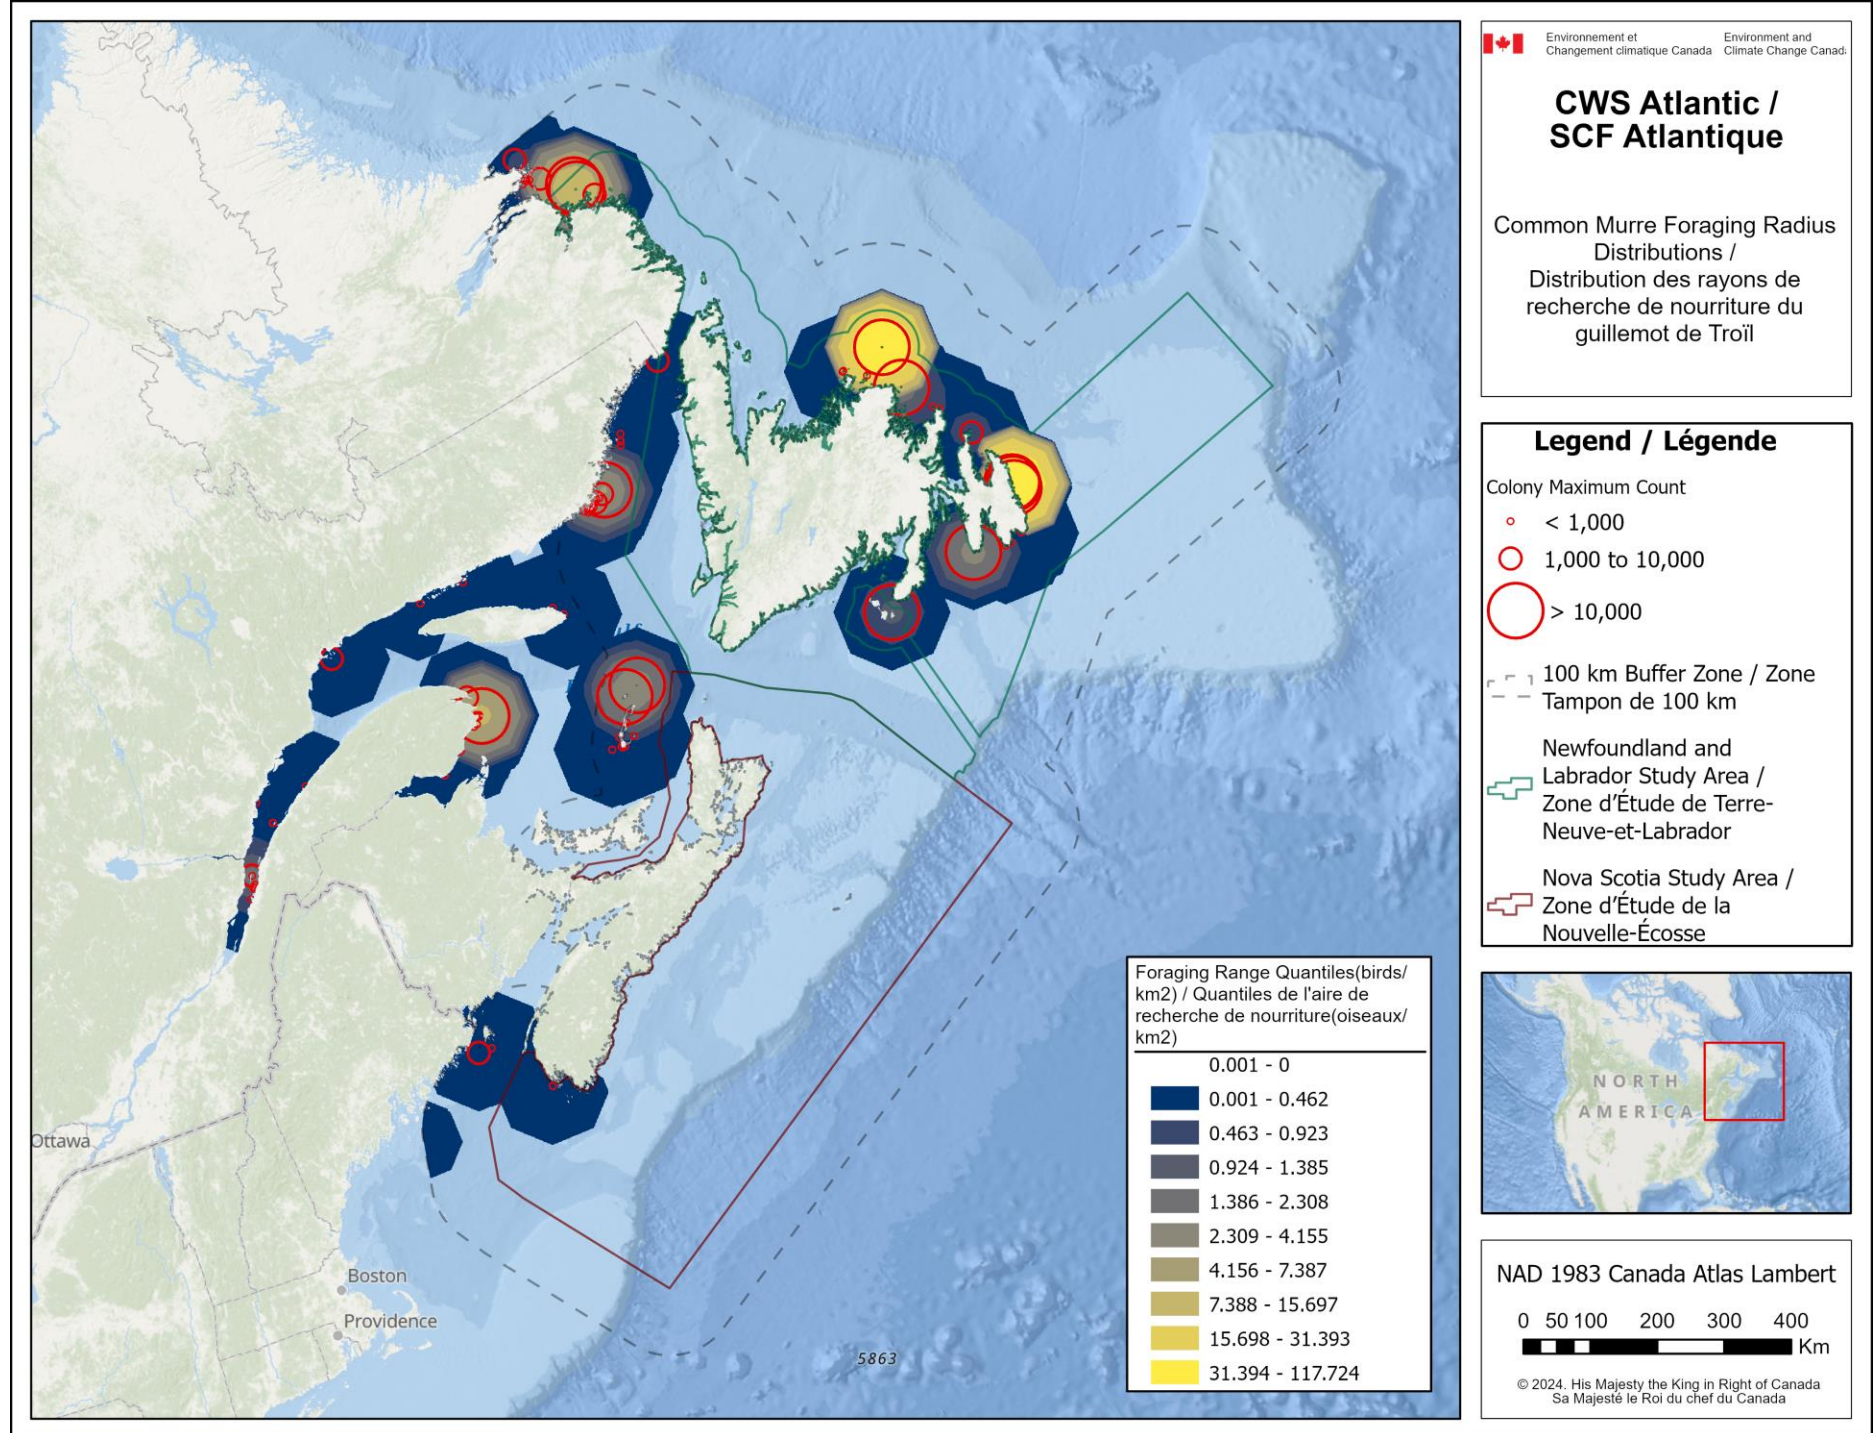 Environnement et
Changement climatique Canada
Environment and
Climate Change Canad
CWS Atlantic /
SCF Atlantique
Common Murre Foraging Radius
Distributions /
Distribution des rayons de
recherche de nourriture du
guillemot de Troïl
Legend / Légende
Colony Maximum Count
< 1,000
1,000 to 10,000
> 10,000
100 km Buffer Zone / Zone
Tampon de 100 km
Newfoundland and
Labrador Study Area /
Zone d'Étude de Terre-
Neuve-et-Labrador
Nova Scotia Study Area /
Zone d'Étude de la
Nouvelle-Écosse
Foraging Range Quantiles(birds/
km2) / Quantiles de l'aire de
recherche de nourriture(oiseaux/
km2)
0.001 - 0
0.001 - 0.462
0.463 - 0.923
0.924 - 1.385
1.386 - 2.308
2.309 - 4.155
4.156 - 7.387
7.388 - 15.697
15.698 - 31.393
31.394 - 117.724
Ottawa
Boston
Providence
5863
NORTH
AMERICA
NAD 1983 Canada Atlas Lambert
0 50 100 200 300 400
Km
© 2024. His Majesty the King in Right of Canada
Sa Majesté le Roi du chef du Canada